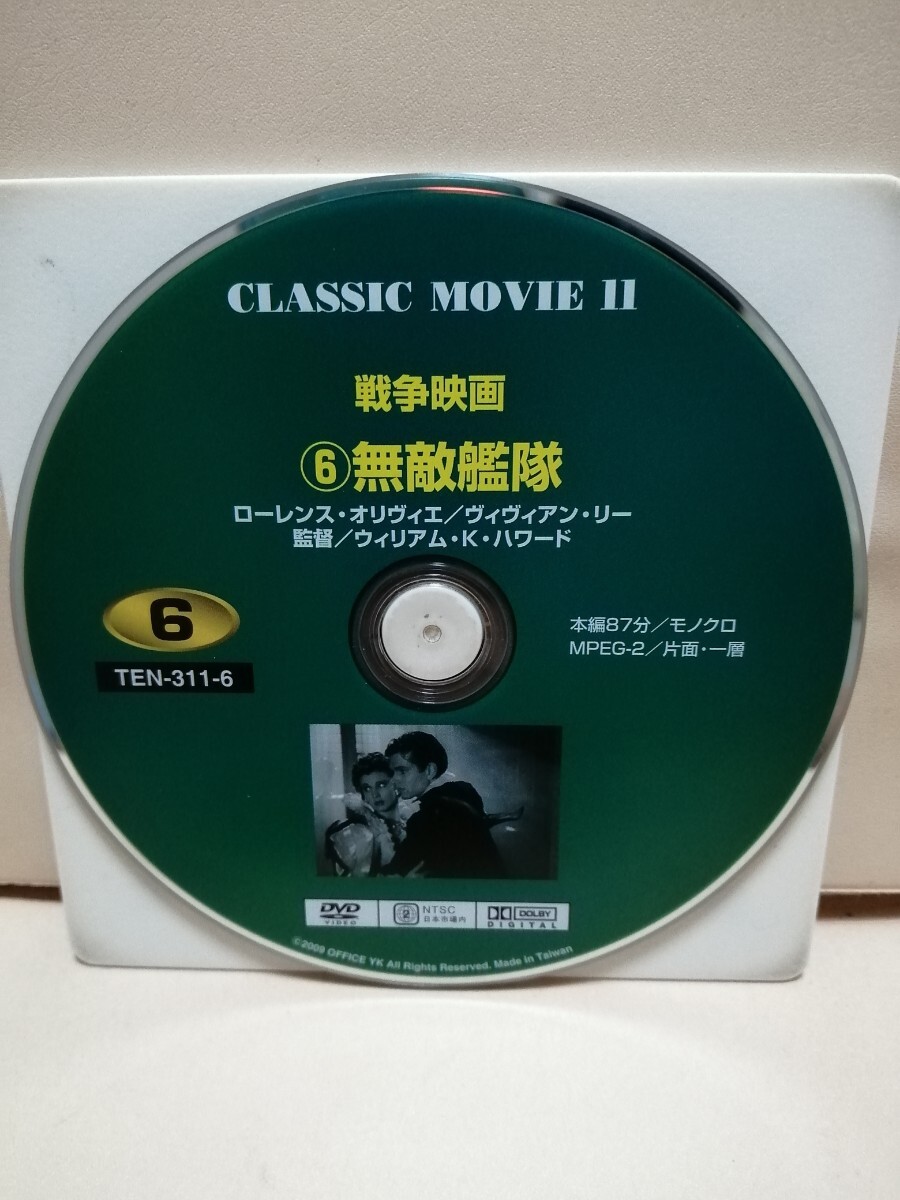 CLASSIC MOVIE 11
戦争映画
⑥無敵艦隊
ローレンス・オリヴィエ／ヴィヴィアン・リー
監督／ウィリアム・K・ハワード
6
TEN-311-6
本編87分／モノクロ
MPEG-2／片面・一層
DVD
VIDEO
2
NTSC
日本市場内
DOLBY
DIGITAL
©2009 OFFICE YK All Rights Reserved. Made in Taiwan